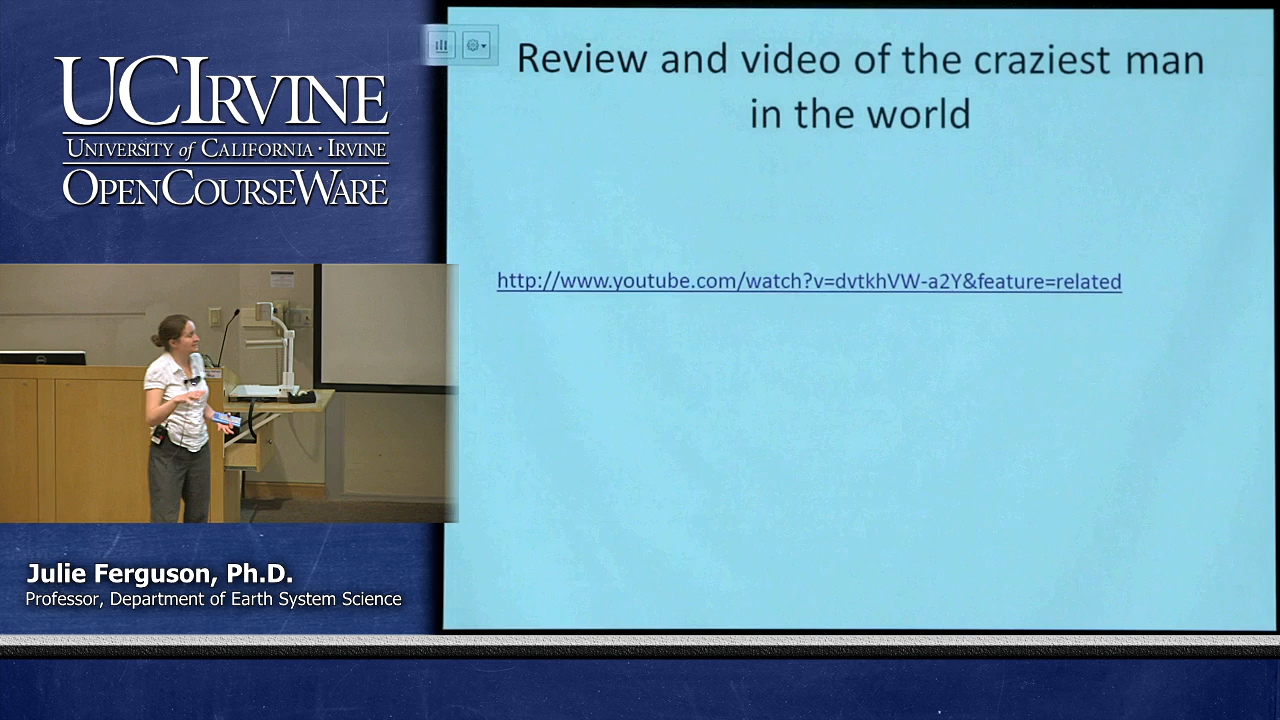 UCIRVINE
UNIVERSITY of CALIFORNIA · IRVINE
OPENCOURSEWARE
Review and video of the craziest man
in the world
http://www.youtube.com/watch?v=dvtkhVW-a2Y&feature=related
Julie Ferguson, Ph.D.
Professor, Department of Earth System Science